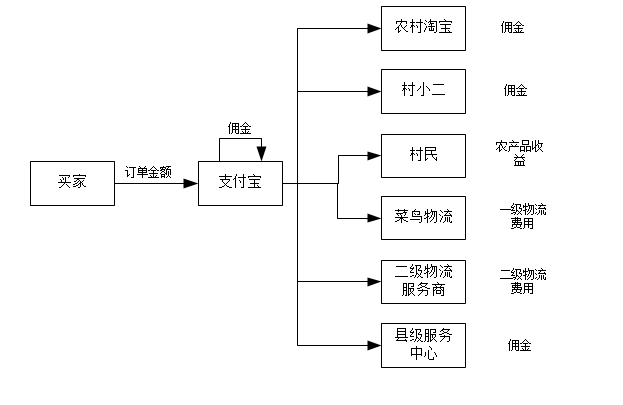 农村淘宝
佣金
村小二
佣金
佣金
村民
农产品收
益
买家
订单金额
支付宝
菜鸟物流
一级物流
费用
二级物流
服务商
二级物流
费用
县级服务
中心
佣金